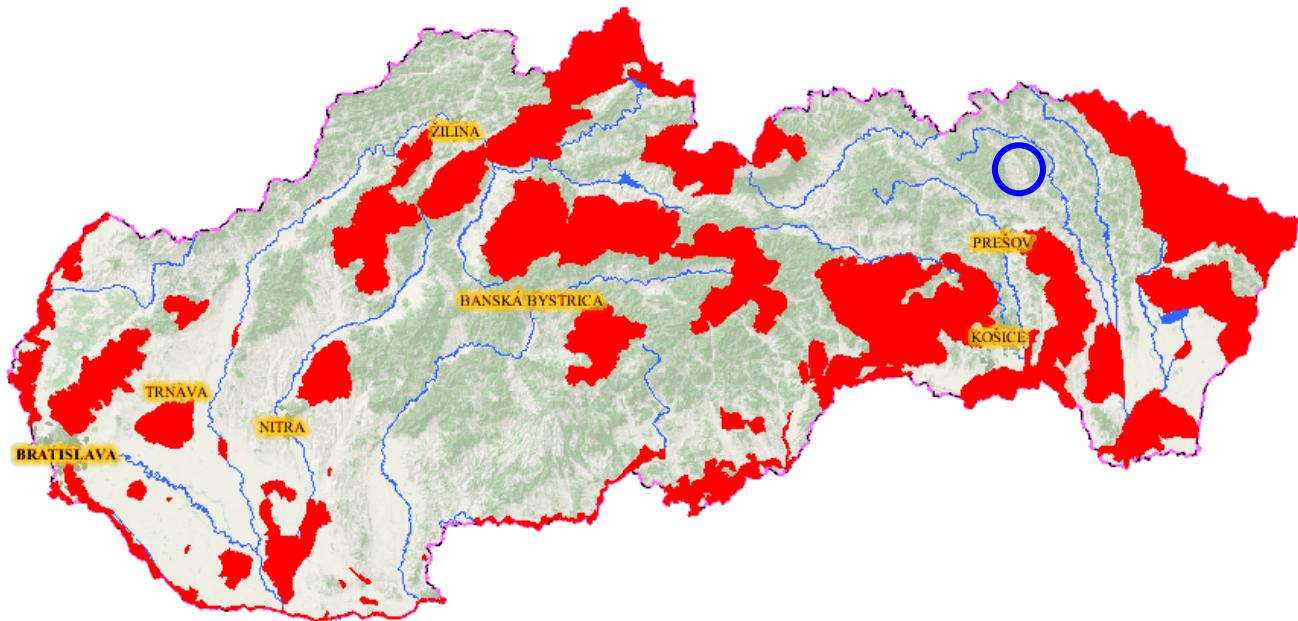 ŽILINA
PREŠOV
BANSKÁ BYSTRICA
KOŠICE
TRNAVA
NITRA
BRATISLAVA